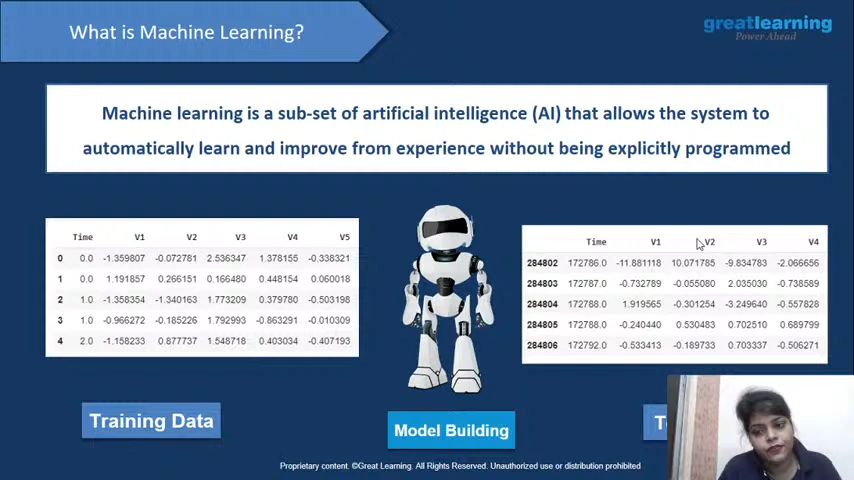 What is Machine Learning?
greatlearning
Power Ahead
Machine learning is a sub-set of artificial intelligence (AI) that allows the system to
automatically learn and improve from experience without being explicitly programmed
Time V1 V2 V3 V4 V5
0 0.0 -1.359807 -0.072781 2.536347 1.378155 -0.338321
1 0.0 1.191857 0.266151 0.166480 0.448154 0.060018
2 1.0 -1.358354 -1.340163 1.773209 0.379780 -0.503198
3 1.0 -0.966272 -0.185226 1.792993 -0.863291 -0.010309
4 2.0 -1.158233 0.877737 1.548718 0.403034 -0.407193
Time V1 V2 V3 V4
284802 172786.0 -11.881118 10.071785 -9.834783 -2.066656
284803 172787.0 -0.732789 -0.055080 2.035030 -0.738589
284804 172788.0 1.919565 -0.301254 -3.249640 -0.557828
284805 172788.0 -0.240440 0.530483 0.702510 0.689799
284806 172792.0 -0.533413 -0.189733 0.703337 -0.506271
Training Data
Model Building
Proprietary content. ©Great Learning. All Rights Reserved. Unauthorized use or distribution prohibited